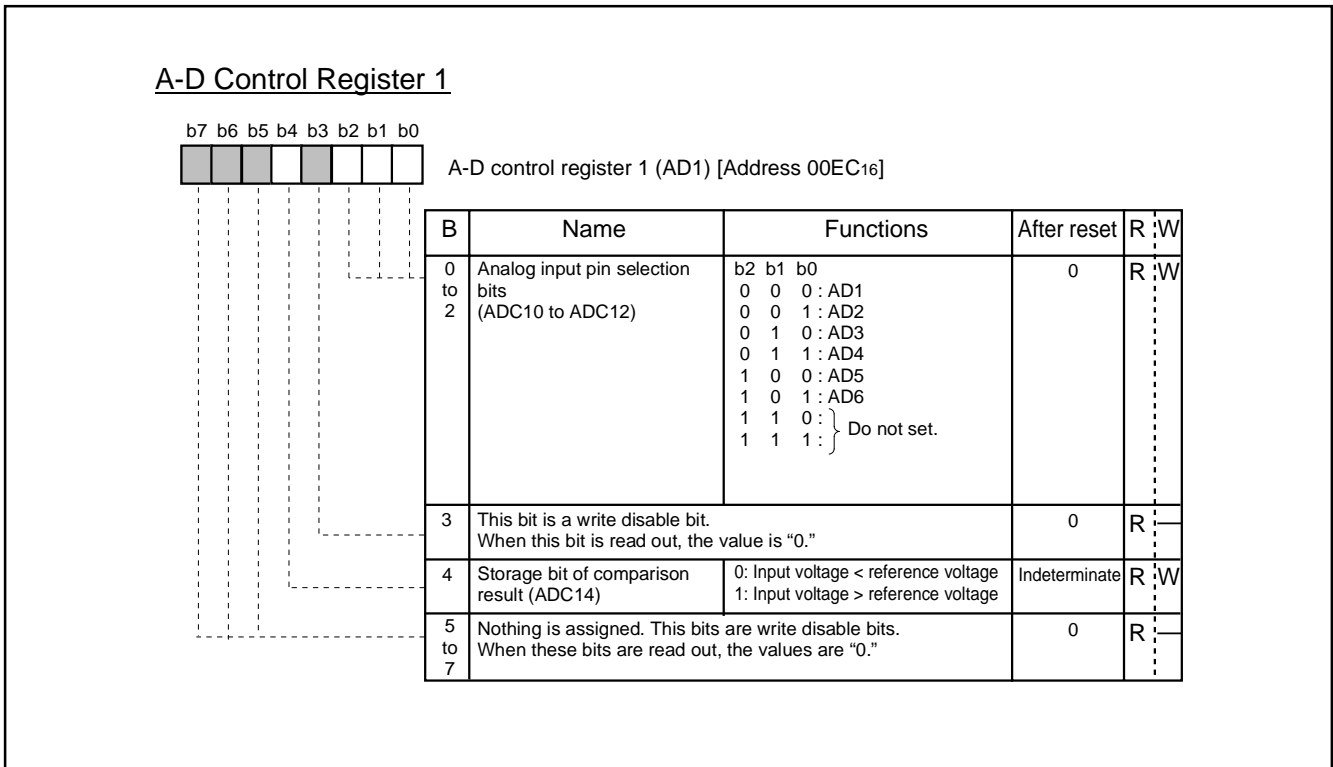 A-D Control Register 1
b7 b6 b5 b4 b3 b2 b1 b0
A-D control register 1 (AD1) [Address 00EC16]
B Name Functions After reset R W
0 to 2 Analog input pin selection bits (ADC10 to ADC12) b2 b1 b0 0 R W
0 0 0 : AD1
0 0 1 : AD2
0 1 0 : AD3
0 1 1 : AD4
1 0 0 : AD5
1 0 1 : AD6
1 1 0 :
1 1 1 : Do not set.
3 This bit is a write disable bit. 0 R —
When this bit is read out, the value is “0.”
4 Storage bit of comparison result (ADC14) 0: Input voltage < reference voltage Indeterminate R W
1: Input voltage > reference voltage
5 to 7 Nothing is assigned. This bits are write disable bits. 0 R —
When these bits are read out, the values are “0.”